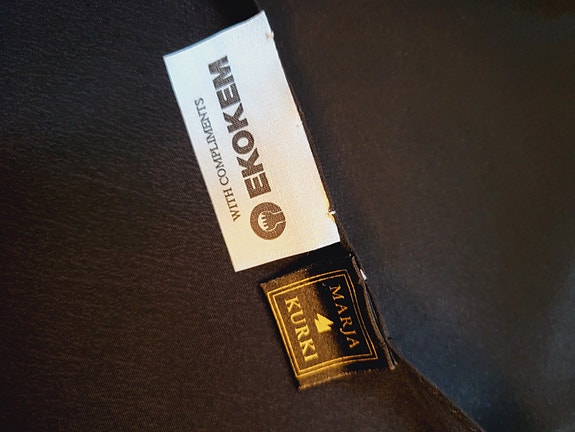 WITH COMPLIMENTS
EKOKEM
MARJA
KURKI